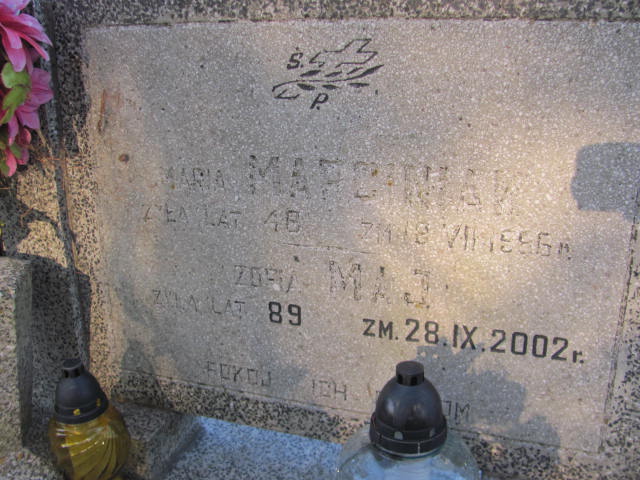 Ś. P.
MARIA MARCINIAK
ŻYŁA LAT 48 ZM. 18 VII 1956 r.
ZOFIA MAJ
ŻYŁA LAT 89 ZM. 28.IX.2002 r.
POKÓJ ICH